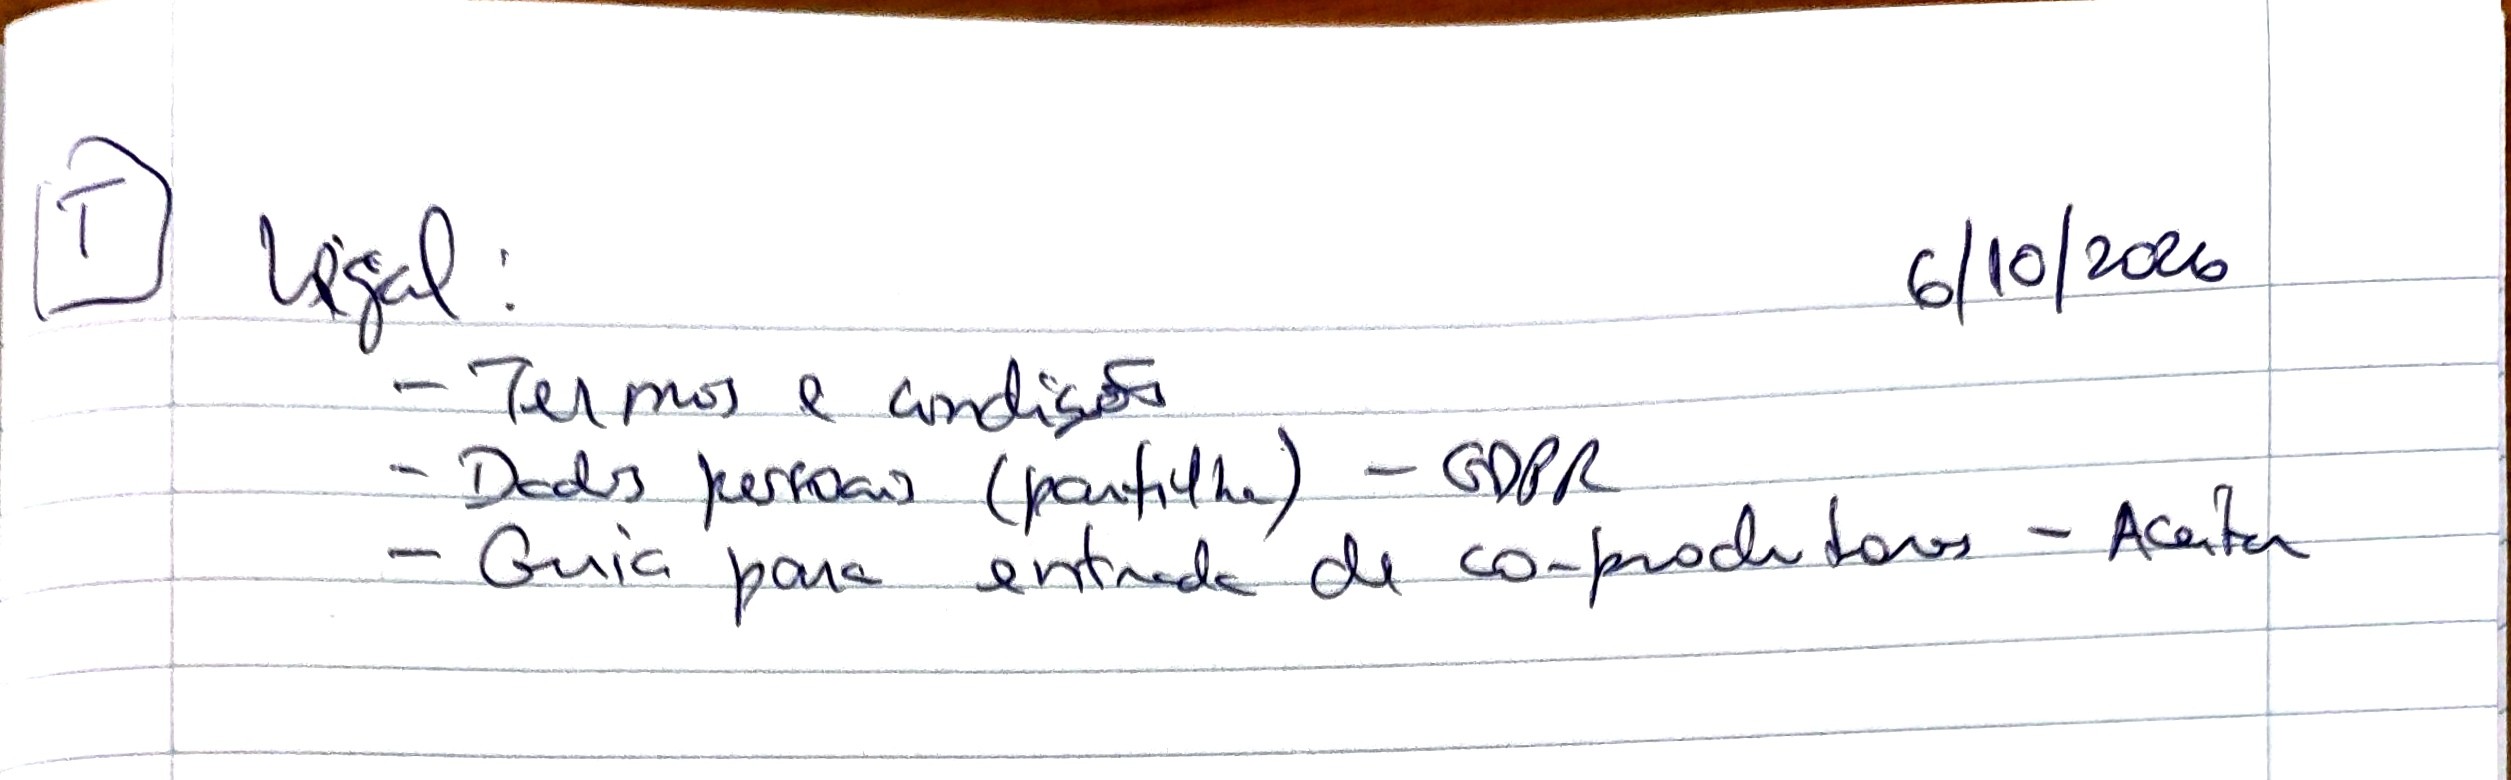 I Legal: 6/10/2026
- Termos e condições
- Dados pessoais (partilha) - GDPR
- Guia para entrada de co-produtores - Aceitar